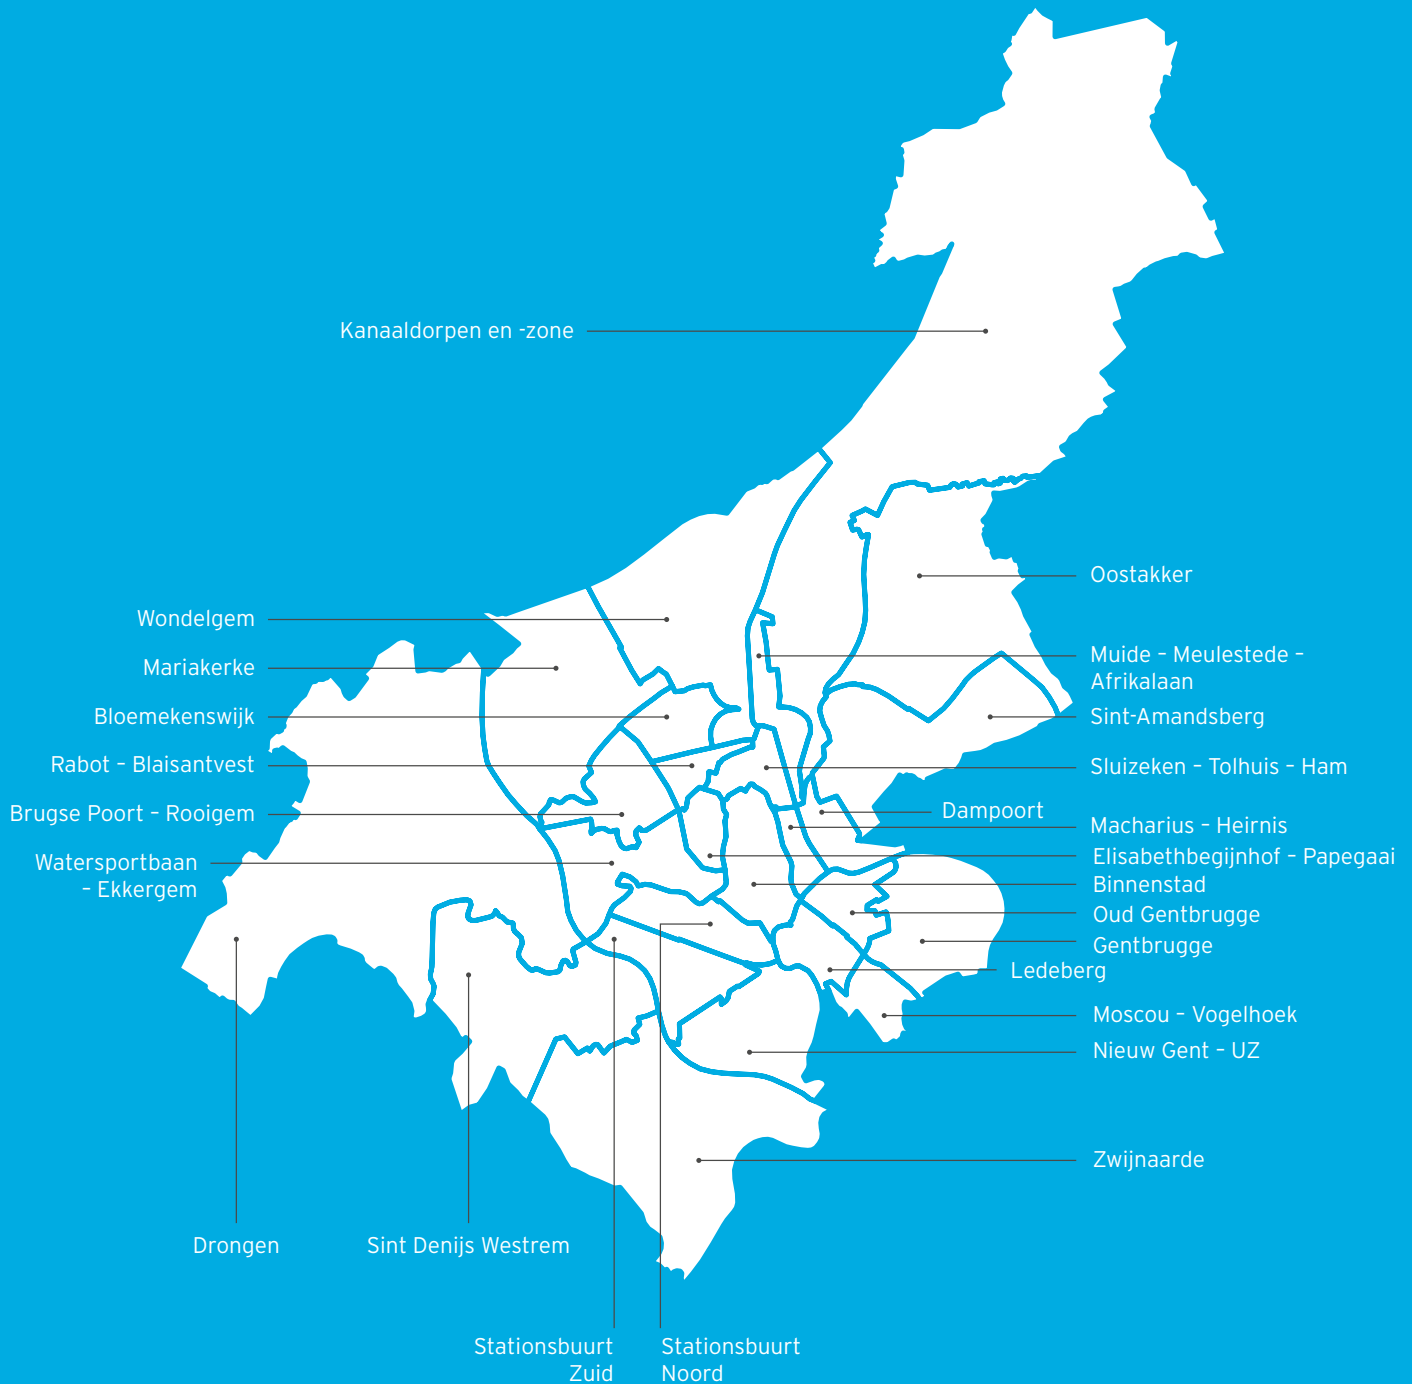 Kanaaldorpen en -zone
Wondelgem
Mariakerke
Bloemekenswijk
Rabot – Blaisantvest
Brugse Poort – Rooigem
Watersportbaan
– Ekkergem
Oostakker
Muide – Meulestede –
Afrikalaan
Sint-Amandsberg
Sluizeken – Tolhuis – Ham
Dampoort
Macharius – Heirnis
Elisabethbegijnhof – Papegaai
Binnenstad
Oud Gentbrugge
Gentbrugge
Ledeberg
Moscou – Vogelhoek
Nieuw Gent – UZ
Zwijnaarde
Drongen
Sint Denijs Westrem
Stationsbuurt
Zuid
Stationsbuurt
Noord